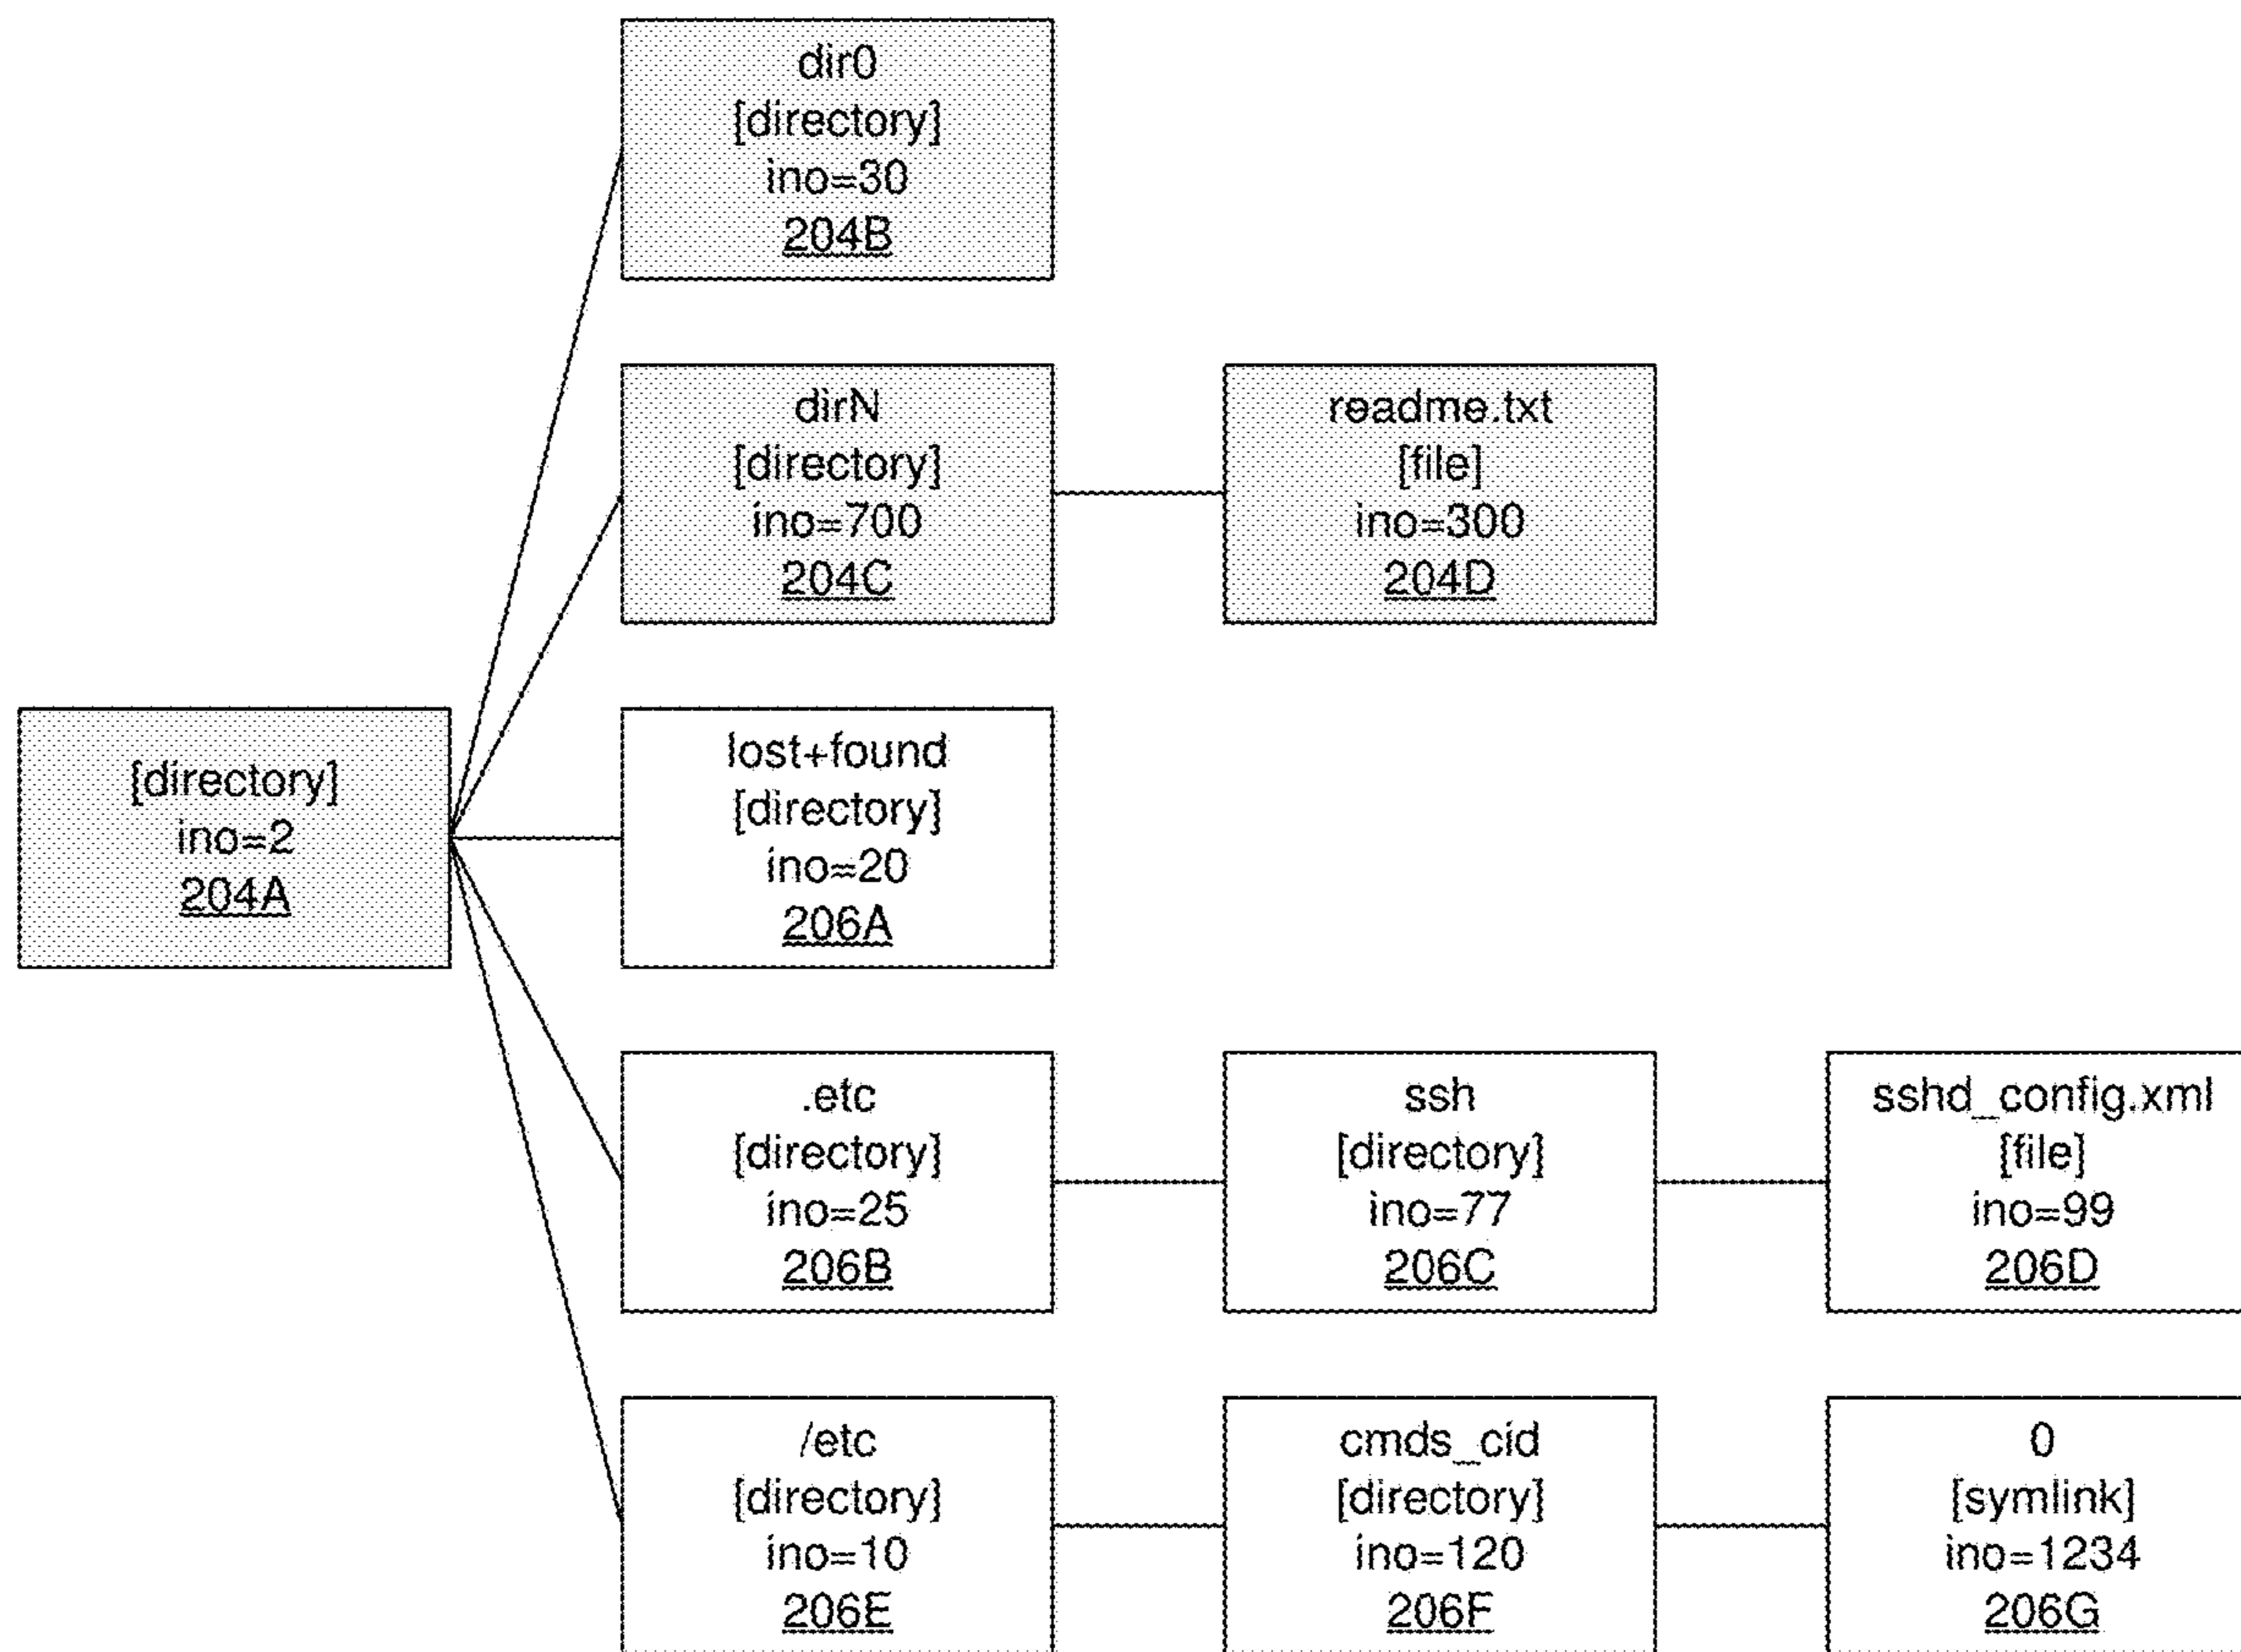 dir0
[directory]
ino=30
204B
dirN
[directory]
ino=700
204C
readme.txt
[file]
ino=300
204D
[directory]
ino=2
204A
lost+found
[directory]
ino=20
206A
.etc
[directory]
ino=25
206B
ssh
[directory]
ino=77
206C
sshd_config.xml
[file]
ino=99
206D
/etc
[directory]
ino=10
206E
cmds_cid
[directory]
ino=120
206F
0
[symlink]
ino=1234
206G